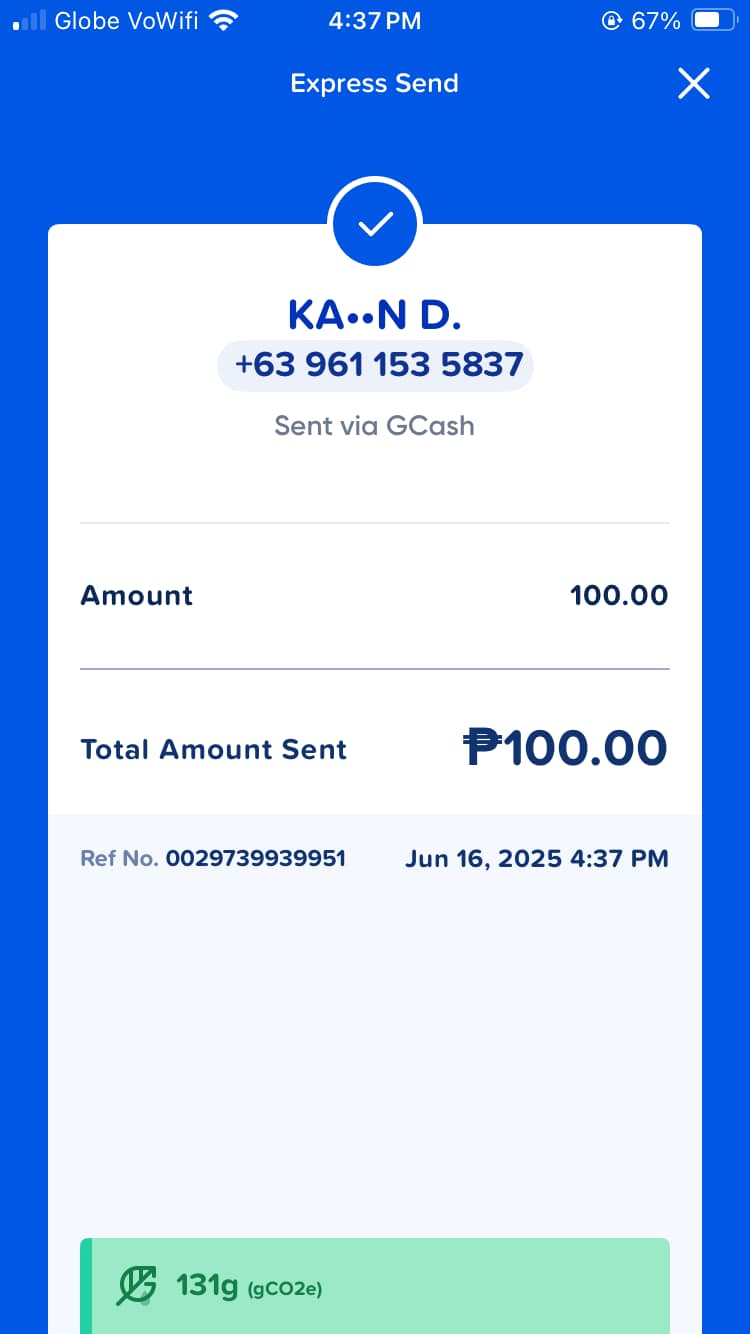 Globe VoWifi 4:37 PM 67%
Express Send
KA••N D.
+63 961 153 5837
Sent via GCash
Amount 100.00
Total Amount Sent ₱100.00
Ref No. 0029739939951 Jun 16, 2025 4:37 PM
131g (gCO2e)